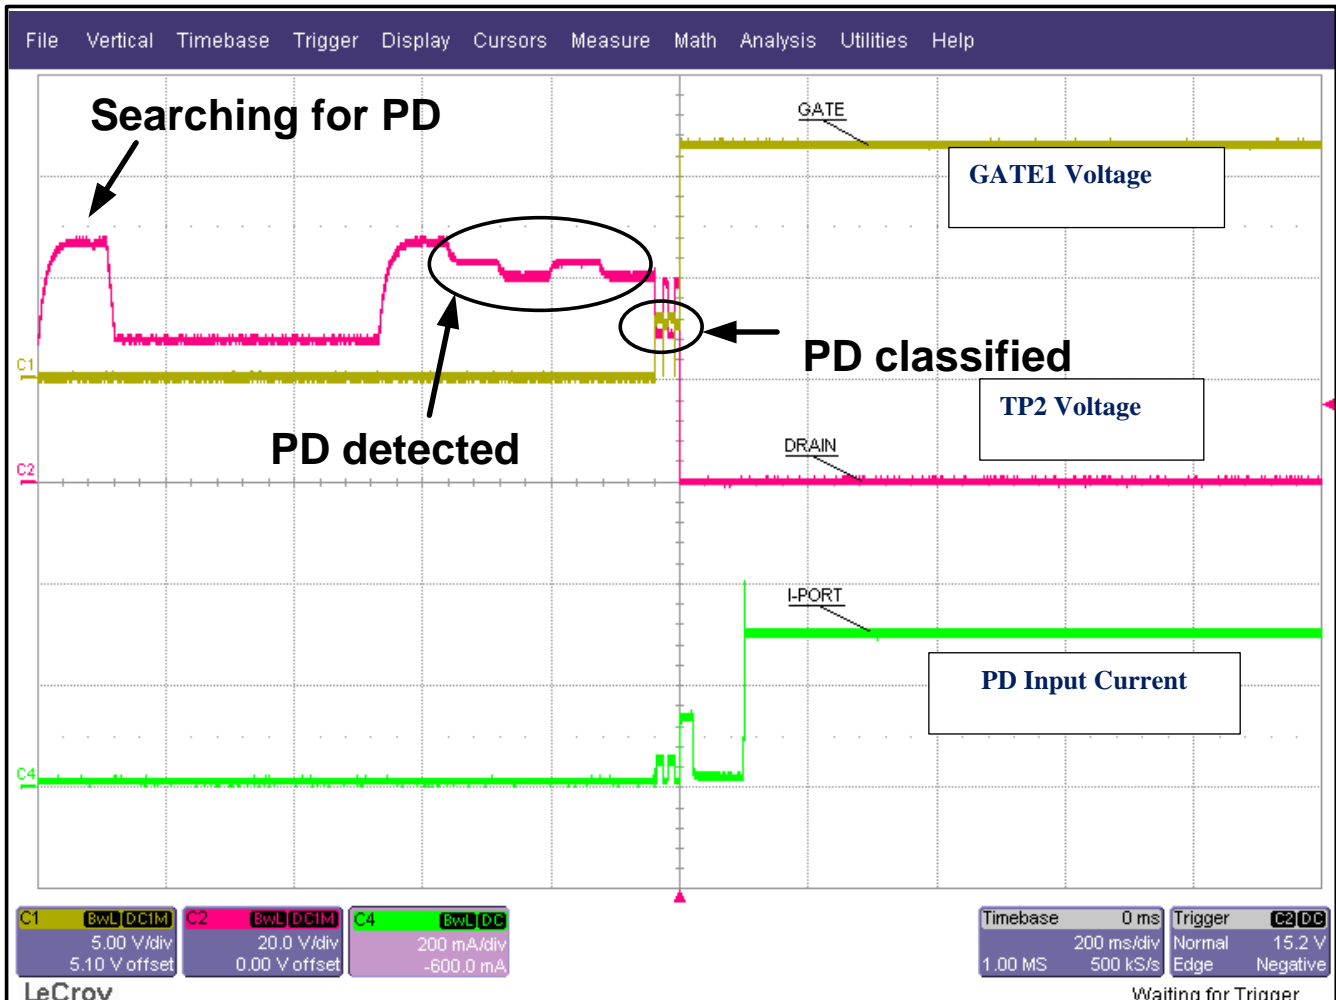 File Vertical Timebase Trigger Display Cursors Measure Math Analysis Utilities Help
Searching for PD
GATE
GATE1 Voltage
C1
PD classified
TP2 Voltage
PD detected
DRAIN
C2
I-PORT
PD Input Current
C4
C1 BwL DC1M
5.00 V/div
5.10 V offset
C2 BwL DC1M
20.0 V/div
0.00 V offset
C4 BwL DC
200 mA/div
-600.0 mA
Timebase 0 ms
200 ms/div
1.00 MS 500 kS/s
Trigger C2 DC
Normal 15.2 V
Edge Negative
LeCroy
Waiting for Trigger